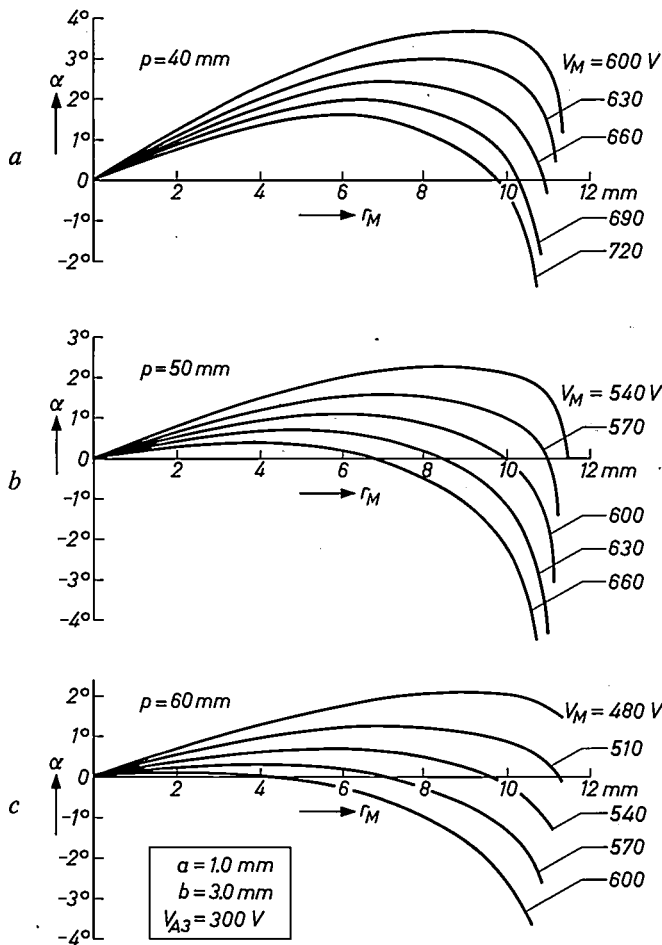 4°
3°
2°
1°
0
-1°
-2°
α
a
p=40 mm
V_M=600 V
630
660
690
720
2
4
6
8
10
12
mm
r_M
3°
2°
1°
0
-1°
-2°
-3°
-4°
α
b
p=50 mm
V_M=540 V
570
600
630
660
2
4
6
8
10
12
mm
r_M
2°
1°
0
-1°
-2°
-3°
-4°
α
c
p=60 mm
V_M=480 V
510
540
570
600
2
4
6
8
10
12
mm
r_M
a=1.0 mm
b=3.0 mm
V_A3=300 V